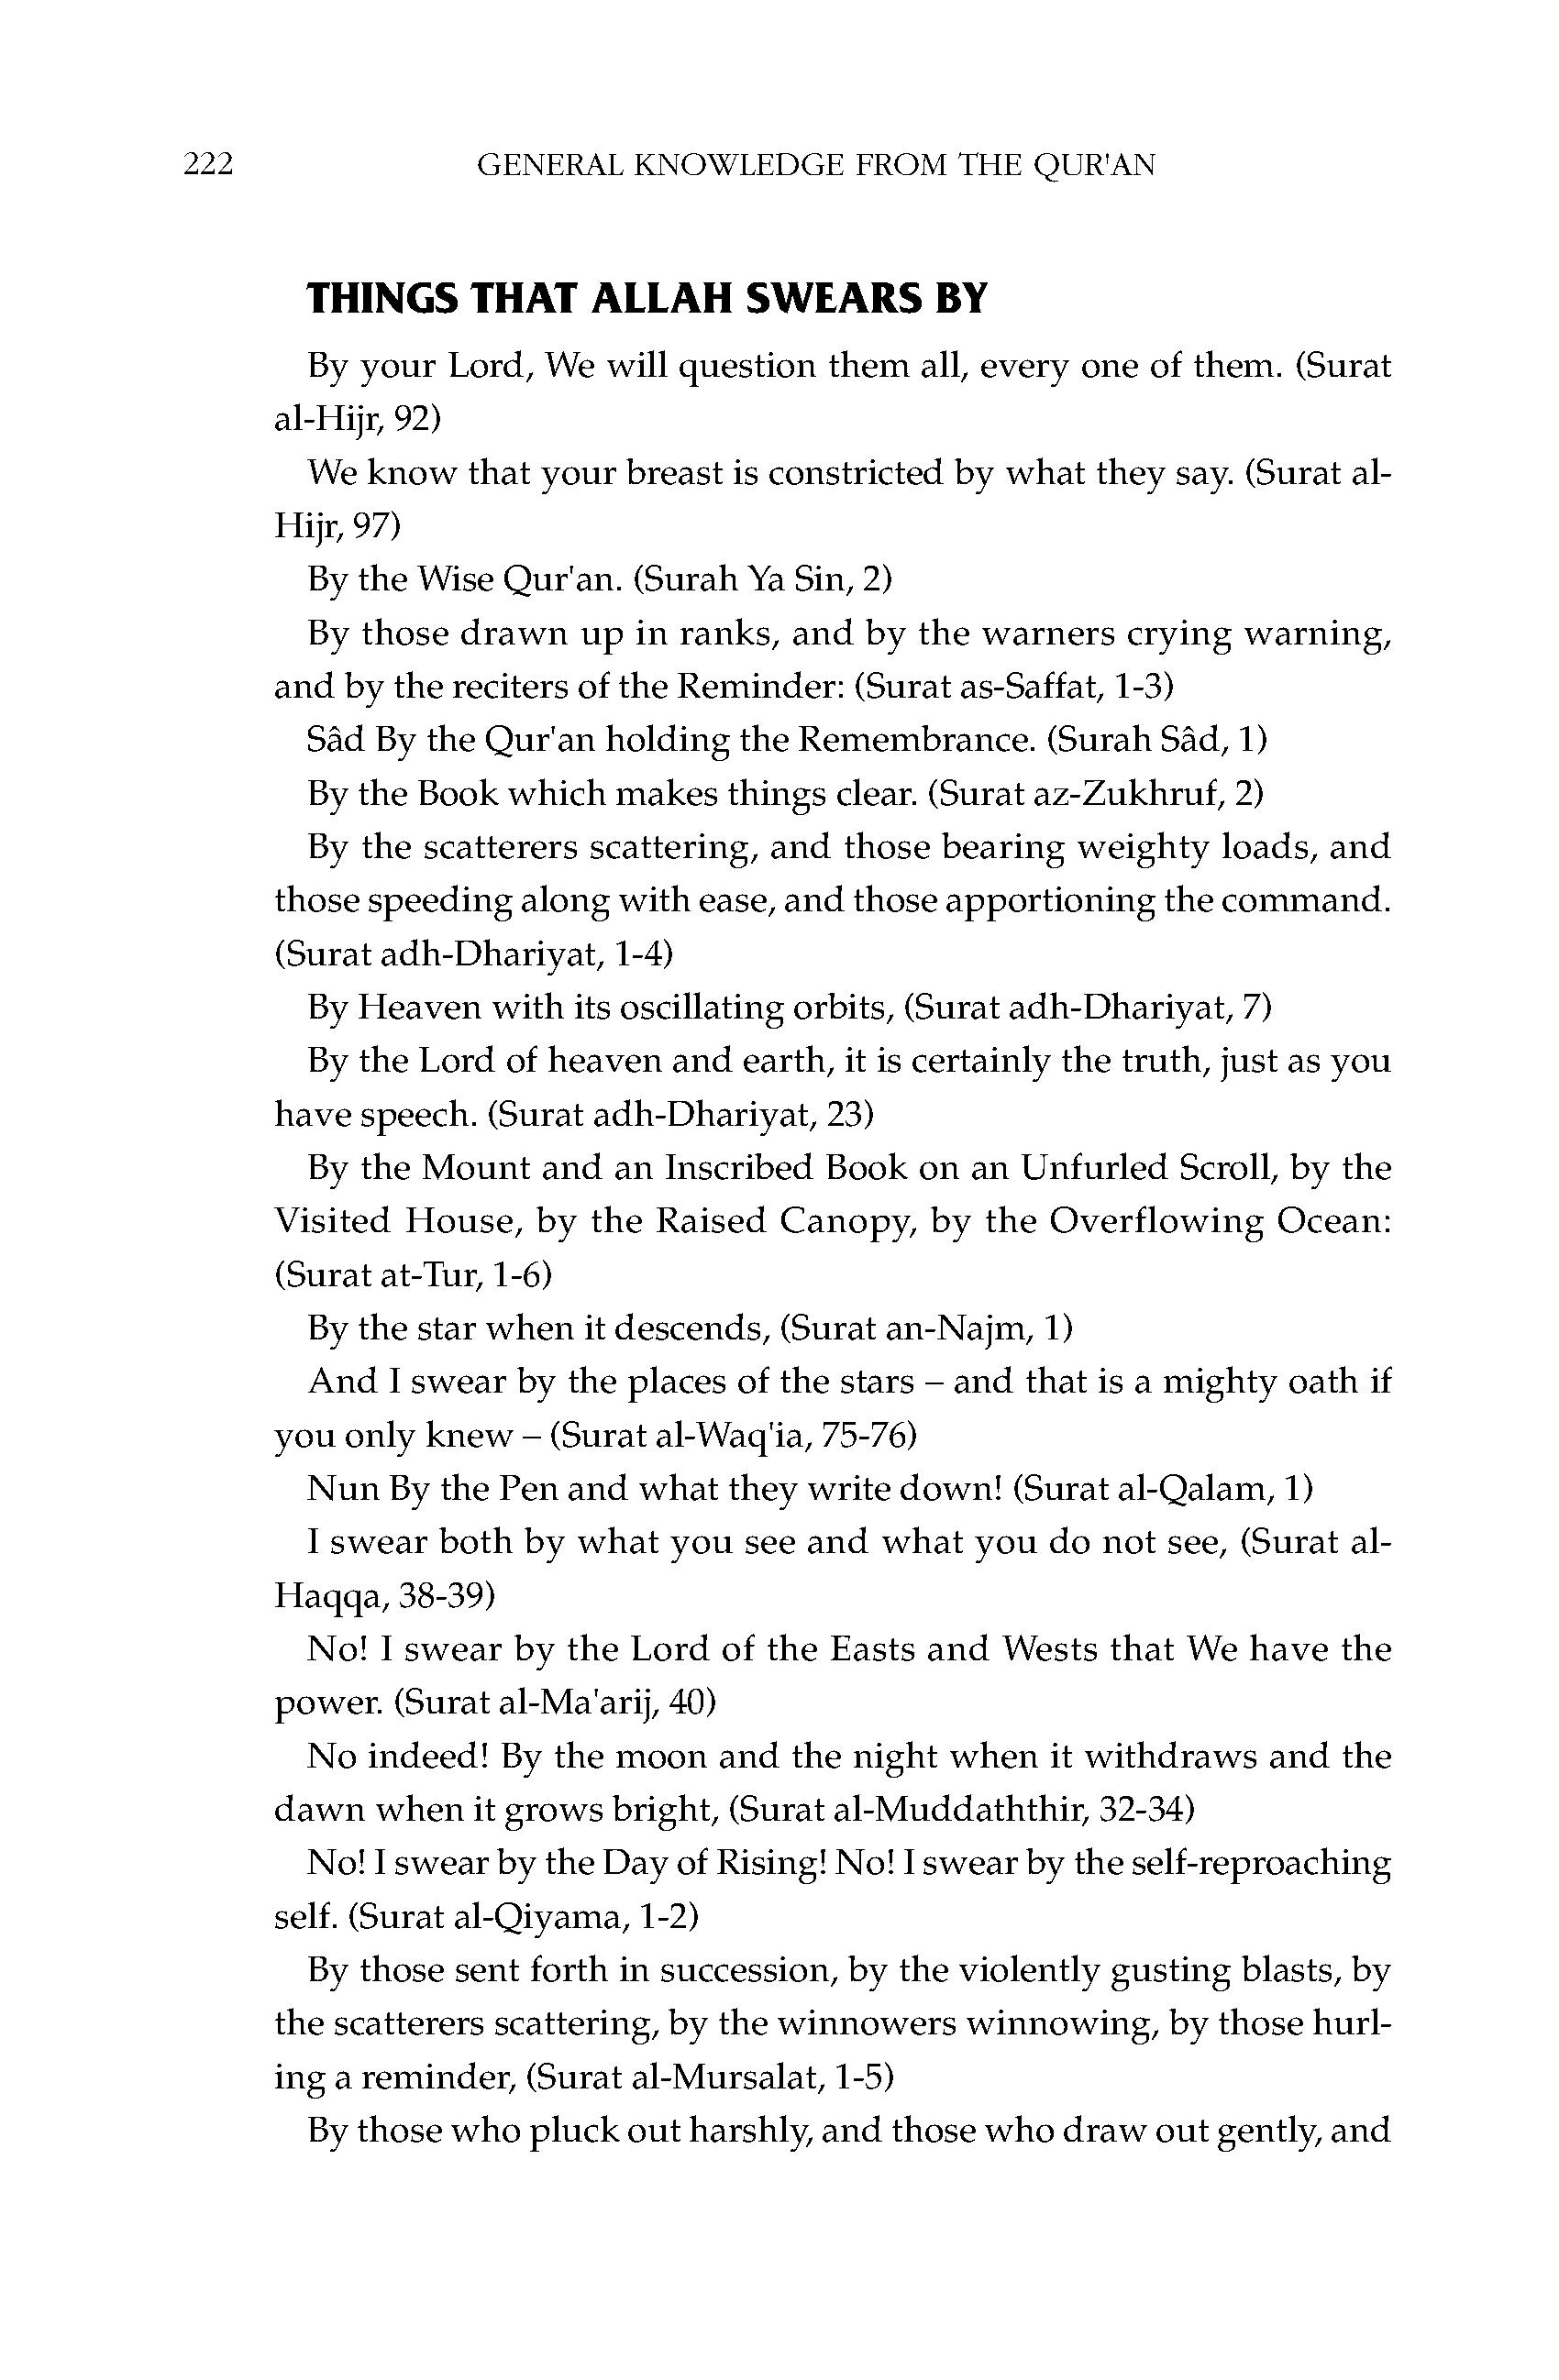 222 GENERAL KNOWLEDGE FROM THE QUR'AN
THINGS THAT ALLAH SWEARS BY
By your Lord, We will question them all, every one of them. (Surat
al-Hijr, 92)
We know that your breast is constricted by what they say. (Surat al-
Hijr, 97)
By the Wise Qur'an. (Surah Ya Sin, 2)
By those drawn up in ranks, and by the warners crying warning,
and by the reciters of the Reminder: (Surat as-Saffat, 1-3)
Sâd By the Qur'an holding the Remembrance. (Surah Sâd, 1)
By the Book which makes things clear. (Surat az-Zukhruf, 2)
By the scatterers scattering, and those bearing weighty loads, and
those speeding along with ease, and those apportioning the command.
(Surat adh-Dhariyat, 1-4)
By Heaven with its oscillating orbits, (Surat adh-Dhariyat, 7)
By the Lord of heaven and earth, it is certainly the truth, just as you
have speech. (Surat adh-Dhariyat, 23)
By the Mount and an Inscribed Book on an Unfurled Scroll, by the
Visited House, by the Raised Canopy, by the Overflowing Ocean:
(Surat at-Tur, 1-6)
By the star when it descends, (Surat an-Najm, 1)
And I swear by the places of the stars – and that is a mighty oath if
you only knew – (Surat al-Waq'ia, 75-76)
Nun By the Pen and what they write down! (Surat al-Qalam, 1)
I swear both by what you see and what you do not see, (Surat al-
Haqqa, 38-39)
No! I swear by the Lord of the Easts and Wests that We have the
power. (Surat al-Ma'arij, 40)
No indeed! By the moon and the night when it withdraws and the
dawn when it grows bright, (Surat al-Muddaththir, 32-34)
No! I swear by the Day of Rising! No! I swear by the self-reproaching
self. (Surat al-Qiyama, 1-2)
By those sent forth in succession, by the violently gusting blasts, by
the scatterers scattering, by the winnowers winnowing, by those hurl-
ing a reminder, (Surat al-Mursalat, 1-5)
By those who pluck out harshly, and those who draw out gently, and